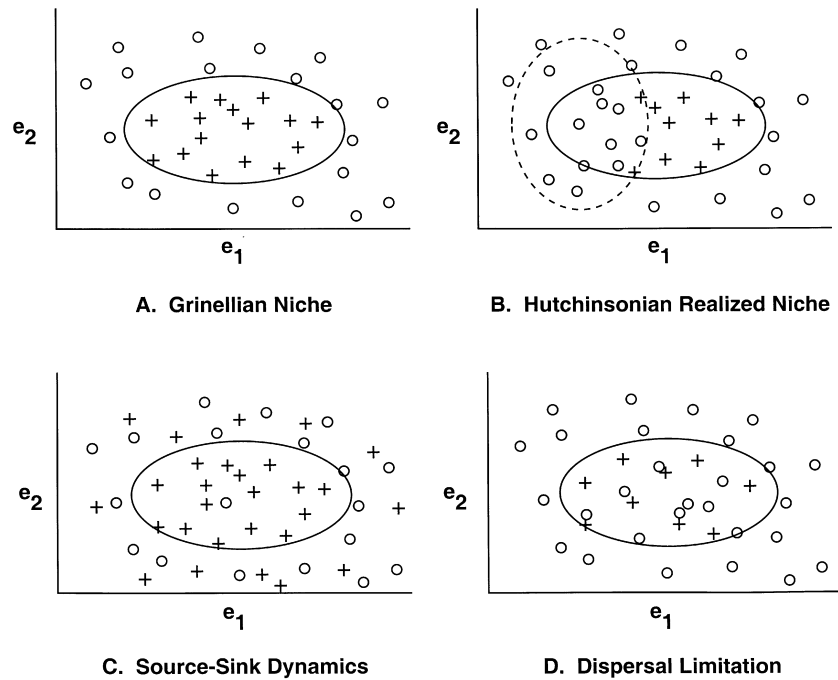 e2
e1
A. Grinellian Niche
e2
e1
B. Hutchinsonian Realized Niche
e2
e1
C. Source-Sink Dynamics
e2
e1
D. Dispersal Limitation